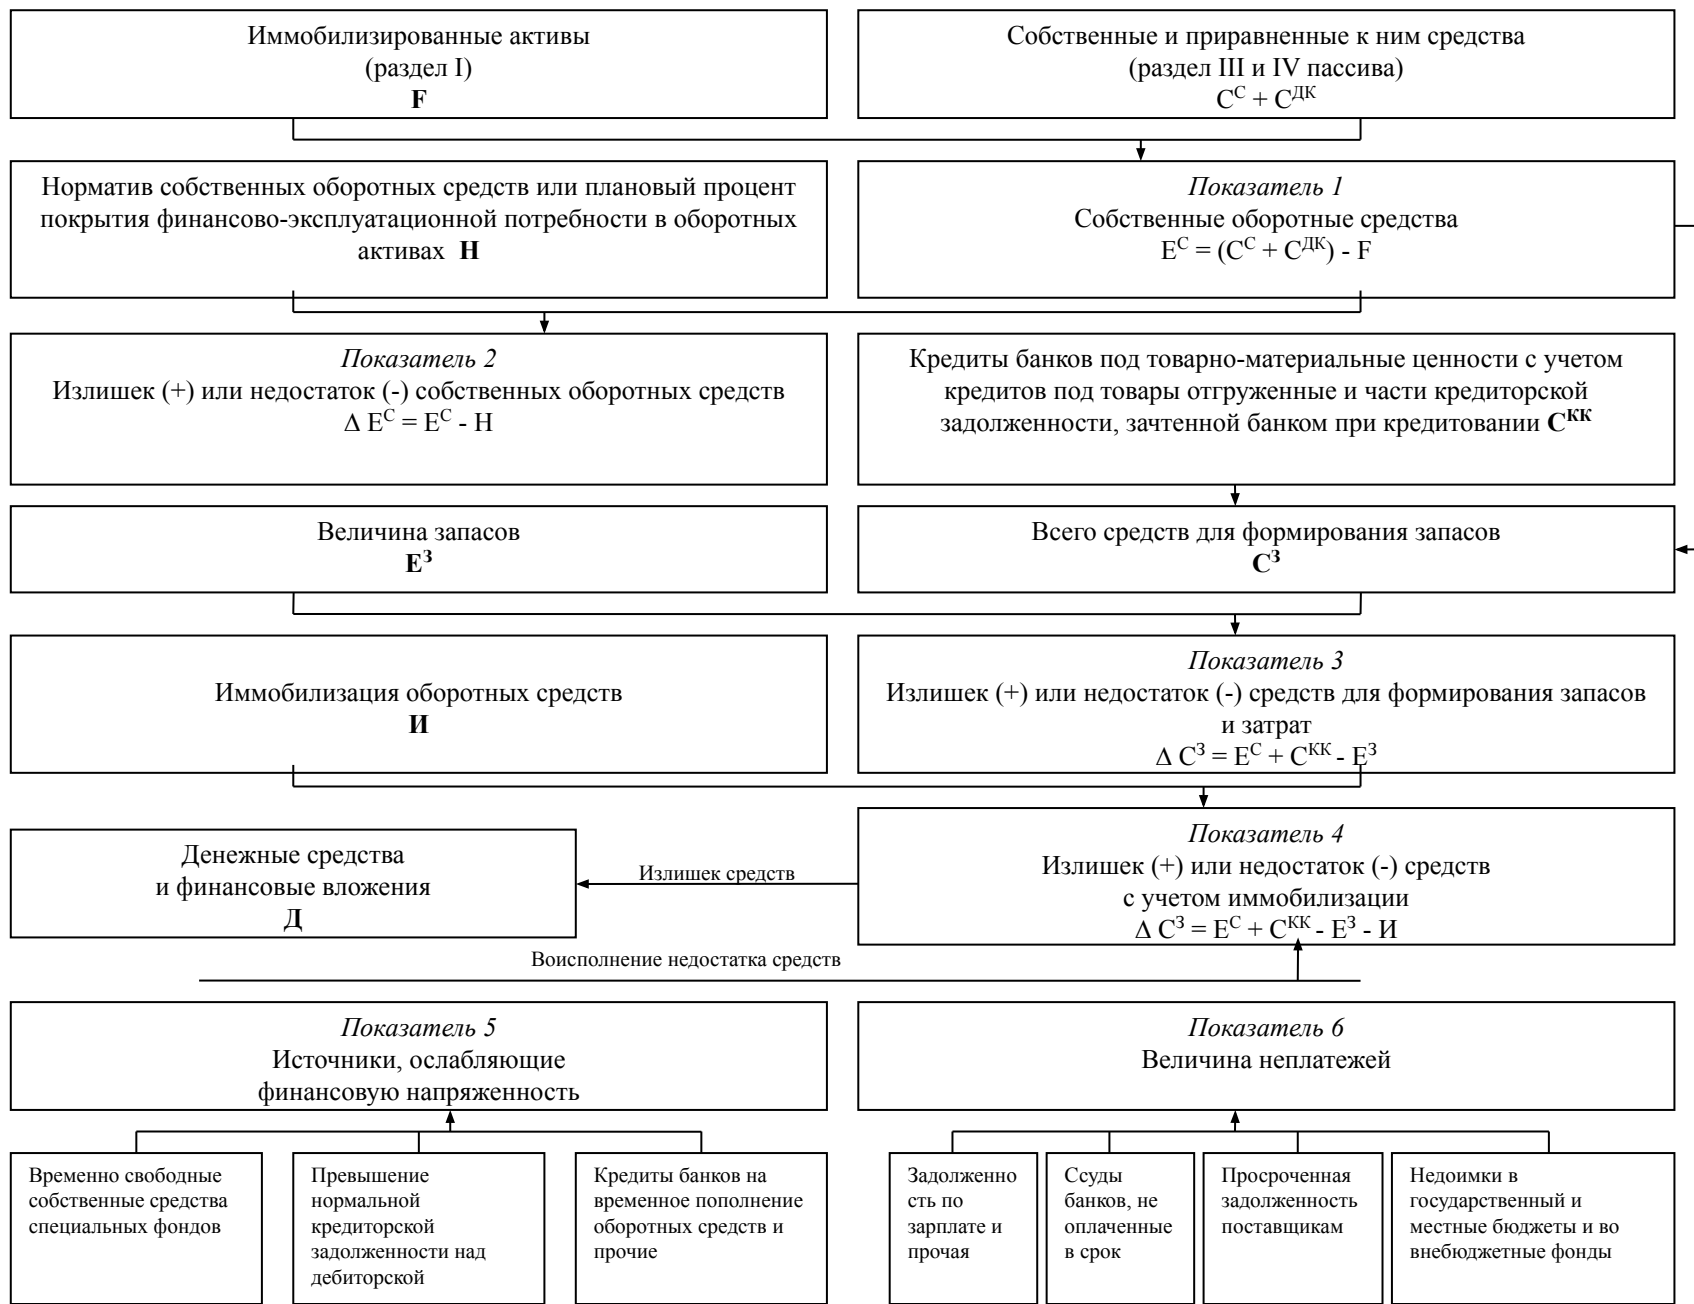 Иммобилизированные активы
(раздел I)
F
Собственные и приравненные к ним средства
(раздел III и IV пассива)
С^С + С^ДК
Норматив собственных оборотных средств или плановый процент
покрытия финансово-эксплуатационной потребности в оборотных
активах Н
Показатель 1
Собственные оборотные средства
Е^С = (С^С + С^ДК) - F
Показатель 2
Излишек (+) или недостаток (-) собственных оборотных средств
Δ Е^С = Е^С - Н
Кредиты банков под товарно-материальные ценности с учетом
кредитов под товары отгруженные и части кредиторской
задолженности, зачтенной банком при кредитовании С^КК
Величина запасов
Е^З
Всего средств для формирования запасов
С^З
Иммобилизация оборотных средств
И
Показатель 3
Излишек (+) или недостаток (-) средств для формирования запасов
и затрат
Δ С^З = Е^С + С^КК - Е^З
Денежные средства
и финансовые вложения
Д
Излишек средств
Показатель 4
Излишек (+) или недостаток (-) средств
с учетом иммобилизации
Δ С^З = Е^С + С^КК - Е^З - И
Воисполнение недостатка средств
Показатель 5
Источники, ослабляющие
финансовую напряженность
Показатель 6
Величина неплатежей
Временно свободные
собственные средства
специальных фондов
Превышение
нормальной
кредиторской
задолженности над
дебиторской
Кредиты банков на
временное пополнение
оборотных средств и
прочие
Задолженно
сть по
зарплате и
прочая
Ссуды
банков, не
оплаченные
в срок
Просроченная
задолженность
поставщикам
Недоимки в
государственный и
местные бюджеты и во
внебюджетные фонды